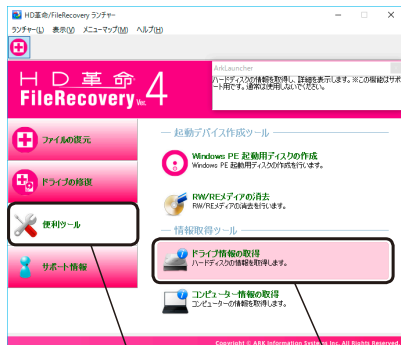 HD革命/FileRecovery ランチャー
ランチャー(L) 表示(V) メニューマップ(M) ヘルプ(H)
ArkLauncher
ハードディスクの情報を取得し、詳細を表示します。※この機能はサポ
ート用です。通常は使用しないでください。
HD革命
FileRecovery Ver.4
ファイルの復元
ドライブの修復
便利ツール
サポート情報
起動デバイス作成ツール
Windows PE 起動用ディスクの作成
Windows PE 起動用ディスクの作成を行います。
RW/REメディアの消去
RW/REメディアの消去を行います。
情報取得ツール
ドライブ情報の取得
ハードディスクの情報を取得します。
コンピューター情報の取得
コンピューターの情報を取得します。
Copyright © ARK Information Systems Inc. All Rights Reserved.